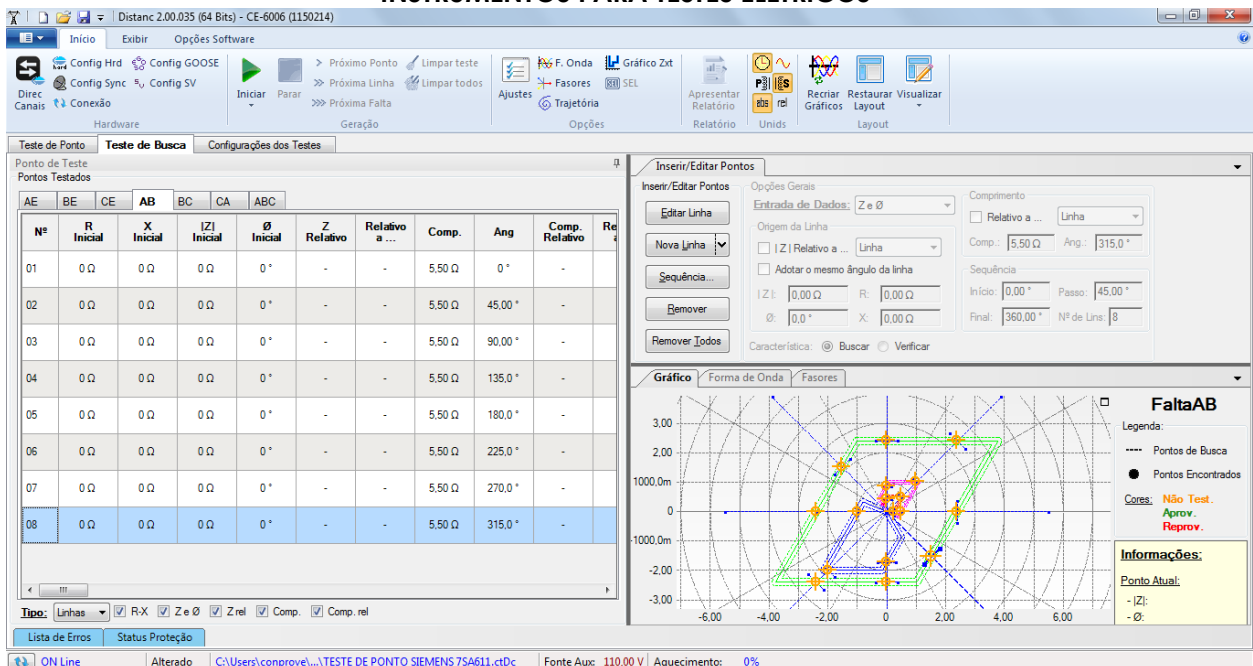 INSTRUMENTOS PARA TESTES ELÉTRICOS
Distanc 2.00.035 (64 Bits) - CE-6006 (1150214)
Início Exibir Opções Software
Direc Canais
Config Hrd
Config Sync
Conexão
Config GOOSE
Config SV
Hardware
Iniciar
Parar
Próximo Ponto
Próxima Linha
Próxima Falta
Limpar teste
Limpar todos
Geração
Ajustes
F. Onda
Fasores
Trajetória
Gráfico Zxt
SEL
Opções
Apresentar Relatório
Relatório
abs rel
Unids
Recriar Gráficos
Restaurar Layout
Visualizar
Layout
Teste de Ponto Teste de Busca Configurações dos Testes
Ponto de Teste
Pontos Testados
AE BE CE AB BC CA ABC
Nº R Inicial X Inicial |Z| Inicial Ø Inicial Z Relativo Relativo a ... Comp. Ang Comp. Relativo Re
01 0 Ω 0 Ω 0 Ω 0 ° - - 5,50 Ω 0 ° -
02 0 Ω 0 Ω 0 Ω 0 ° - - 5,50 Ω 45,00 ° -
03 0 Ω 0 Ω 0 Ω 0 ° - - 5,50 Ω 90,00 ° -
04 0 Ω 0 Ω 0 Ω 0 ° - - 5,50 Ω 135,0 ° -
05 0 Ω 0 Ω 0 Ω 0 ° - - 5,50 Ω 180,0 ° -
06 0 Ω 0 Ω 0 Ω 0 ° - - 5,50 Ω 225,0 ° -
07 0 Ω 0 Ω 0 Ω 0 ° - - 5,50 Ω 270,0 ° -
08 0 Ω 0 Ω 0 Ω 0 ° - - 5,50 Ω 315,0 ° -
Tipo: Linhas R-X Z e Ø Z rel Comp. Comp. rel
Inserir/Editar Pontos
Inserir/Editar Pontos
Editar Linha
Nova Linha
Sequência...
Remover
Remover Todos
Opções Gerais
Entrada de Dados: Z e Ø
Origem da Linha
| Z | Relativo a ... Linha
Adotar o mesmo ângulo da linha
| Z |: 0,00 Ω R: 0,00 Ω
Ø: 0,0 ° X: 0,00 Ω
Característica: Buscar Verificar
Comprimento
Relativo a ... Linha
Comp.: 5,50 Ω Ang.: 315,0 °
Sequência
Início: 0,00 ° Passo: 45,00 °
Final: 360,00 ° Nº de Lins: 8
Gráfico Forma de Onda Fasores
3,00
2,00
1000,0m
0
-1000,0m
-2,00
-3,00
-6,00 -4,00 -2,00 0 2,00 4,00 6,00
FaltaAB
Legenda:
Pontos de Busca
Pontos Encontrados
Cores: Não Test.
Aprov.
Reprov.
Informações:
Ponto Atual:
- |Z|:
- Ø:
Lista de Erros Status Proteção
ON Line Alterado C:\Users\conprove\...\TESTE DE PONTO SIEMENS 7SA611.ctDc Fonte Aux: 110.00 V Aquecimento: 0%